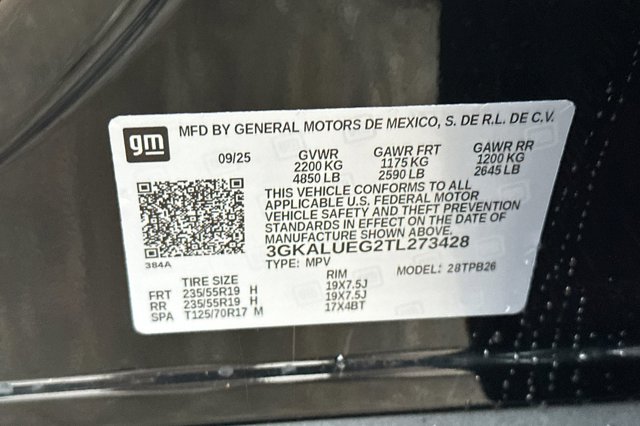 gm MFD BY GENERAL MOTORS DE MEXICO, S. DE R.L. DE C.V.
09/25 GVWR GAWR FRT GAWR RR
2200 KG 1175 KG 1200 KG
4850 LB 2590 LB 2645 LB
THIS VEHICLE CONFORMS TO ALL
APPLICABLE U.S. FEDERAL MOTOR
VEHICLE SAFETY AND THEFT PREVENTION
STANDARDS IN EFFECT ON THE DATE OF
MANUFACTURE SHOWN ABOVE.
3GKALUEG2TL273428
384A TYPE: MPV MODEL: 28TPB26
TIRE SIZE RIM
FRT 235/55R19 H 19X7.5J
RR 235/55R19 H 19X7.5J
SPA T125/70R17 M 17X4BT